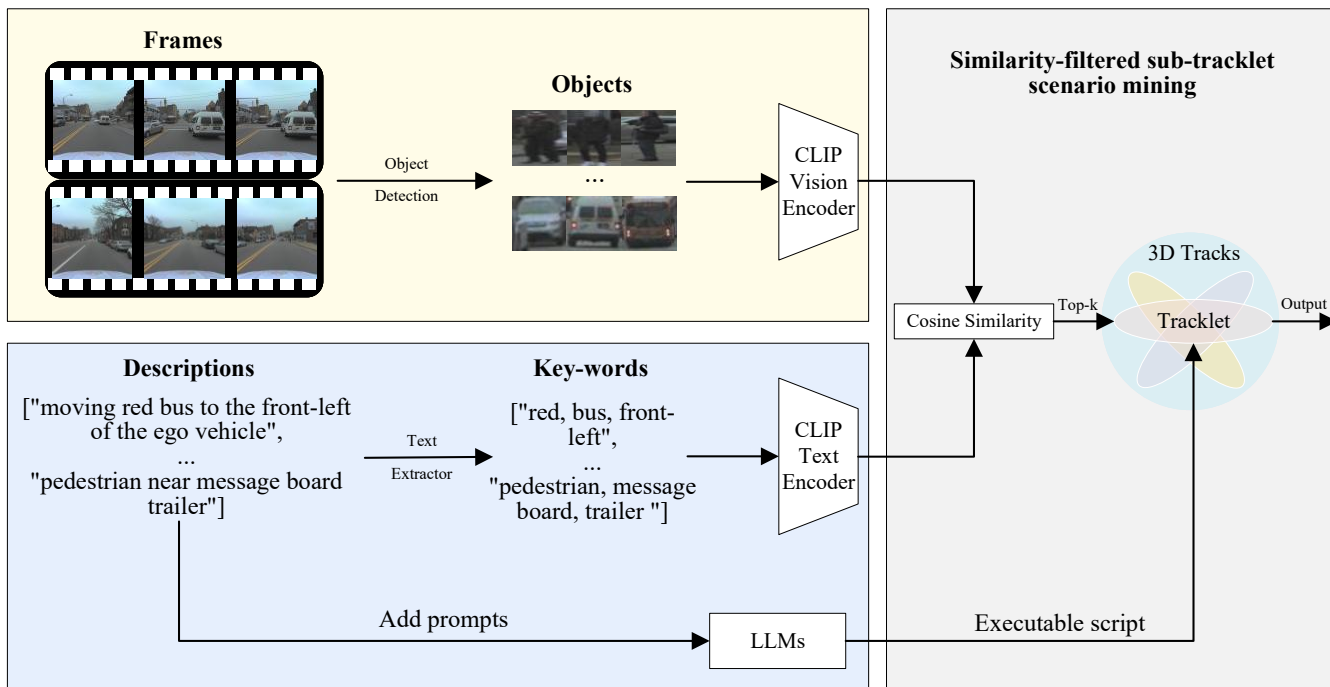 Frames
Objects
Object
Detection
...
CLIP
Vision
Encoder
Descriptions
["moving red bus to the front-left
of the ego vehicle",
...
"pedestrian near message board
trailer"]
Text
Extractor
Key-words
["red, bus, front-
left",
...
"pedestrian, message
board, trailer "]
CLIP
Text
Encoder
Add prompts
LLMs
Similarity-filtered sub-tracklet
scenario mining
Cosine Similarity
Top-k
3D Tracks
Tracklet
Output
Executable script